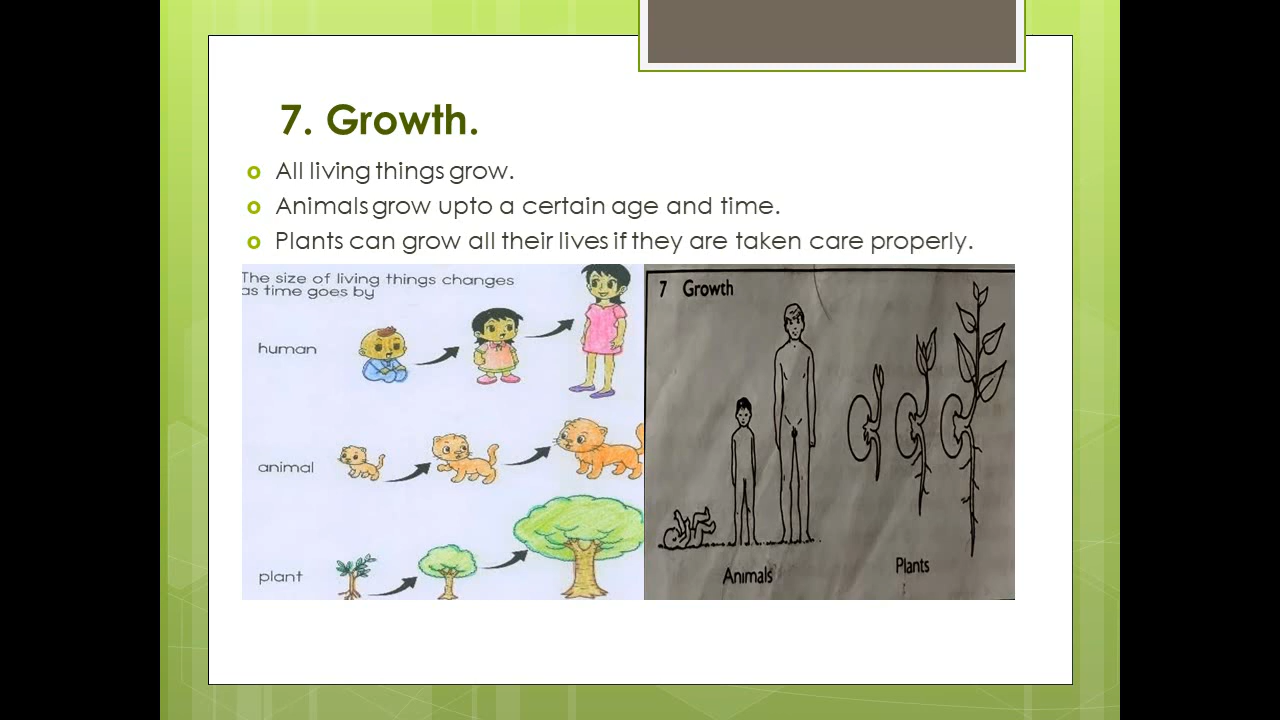 7. Growth.
All living things grow.
Animals grow upto a certain age and time.
Plants can grow all their lives if they are taken care properly.
The size of living things changes
as time goes by
human
animal
plant
7 Growth
Animals
Plants